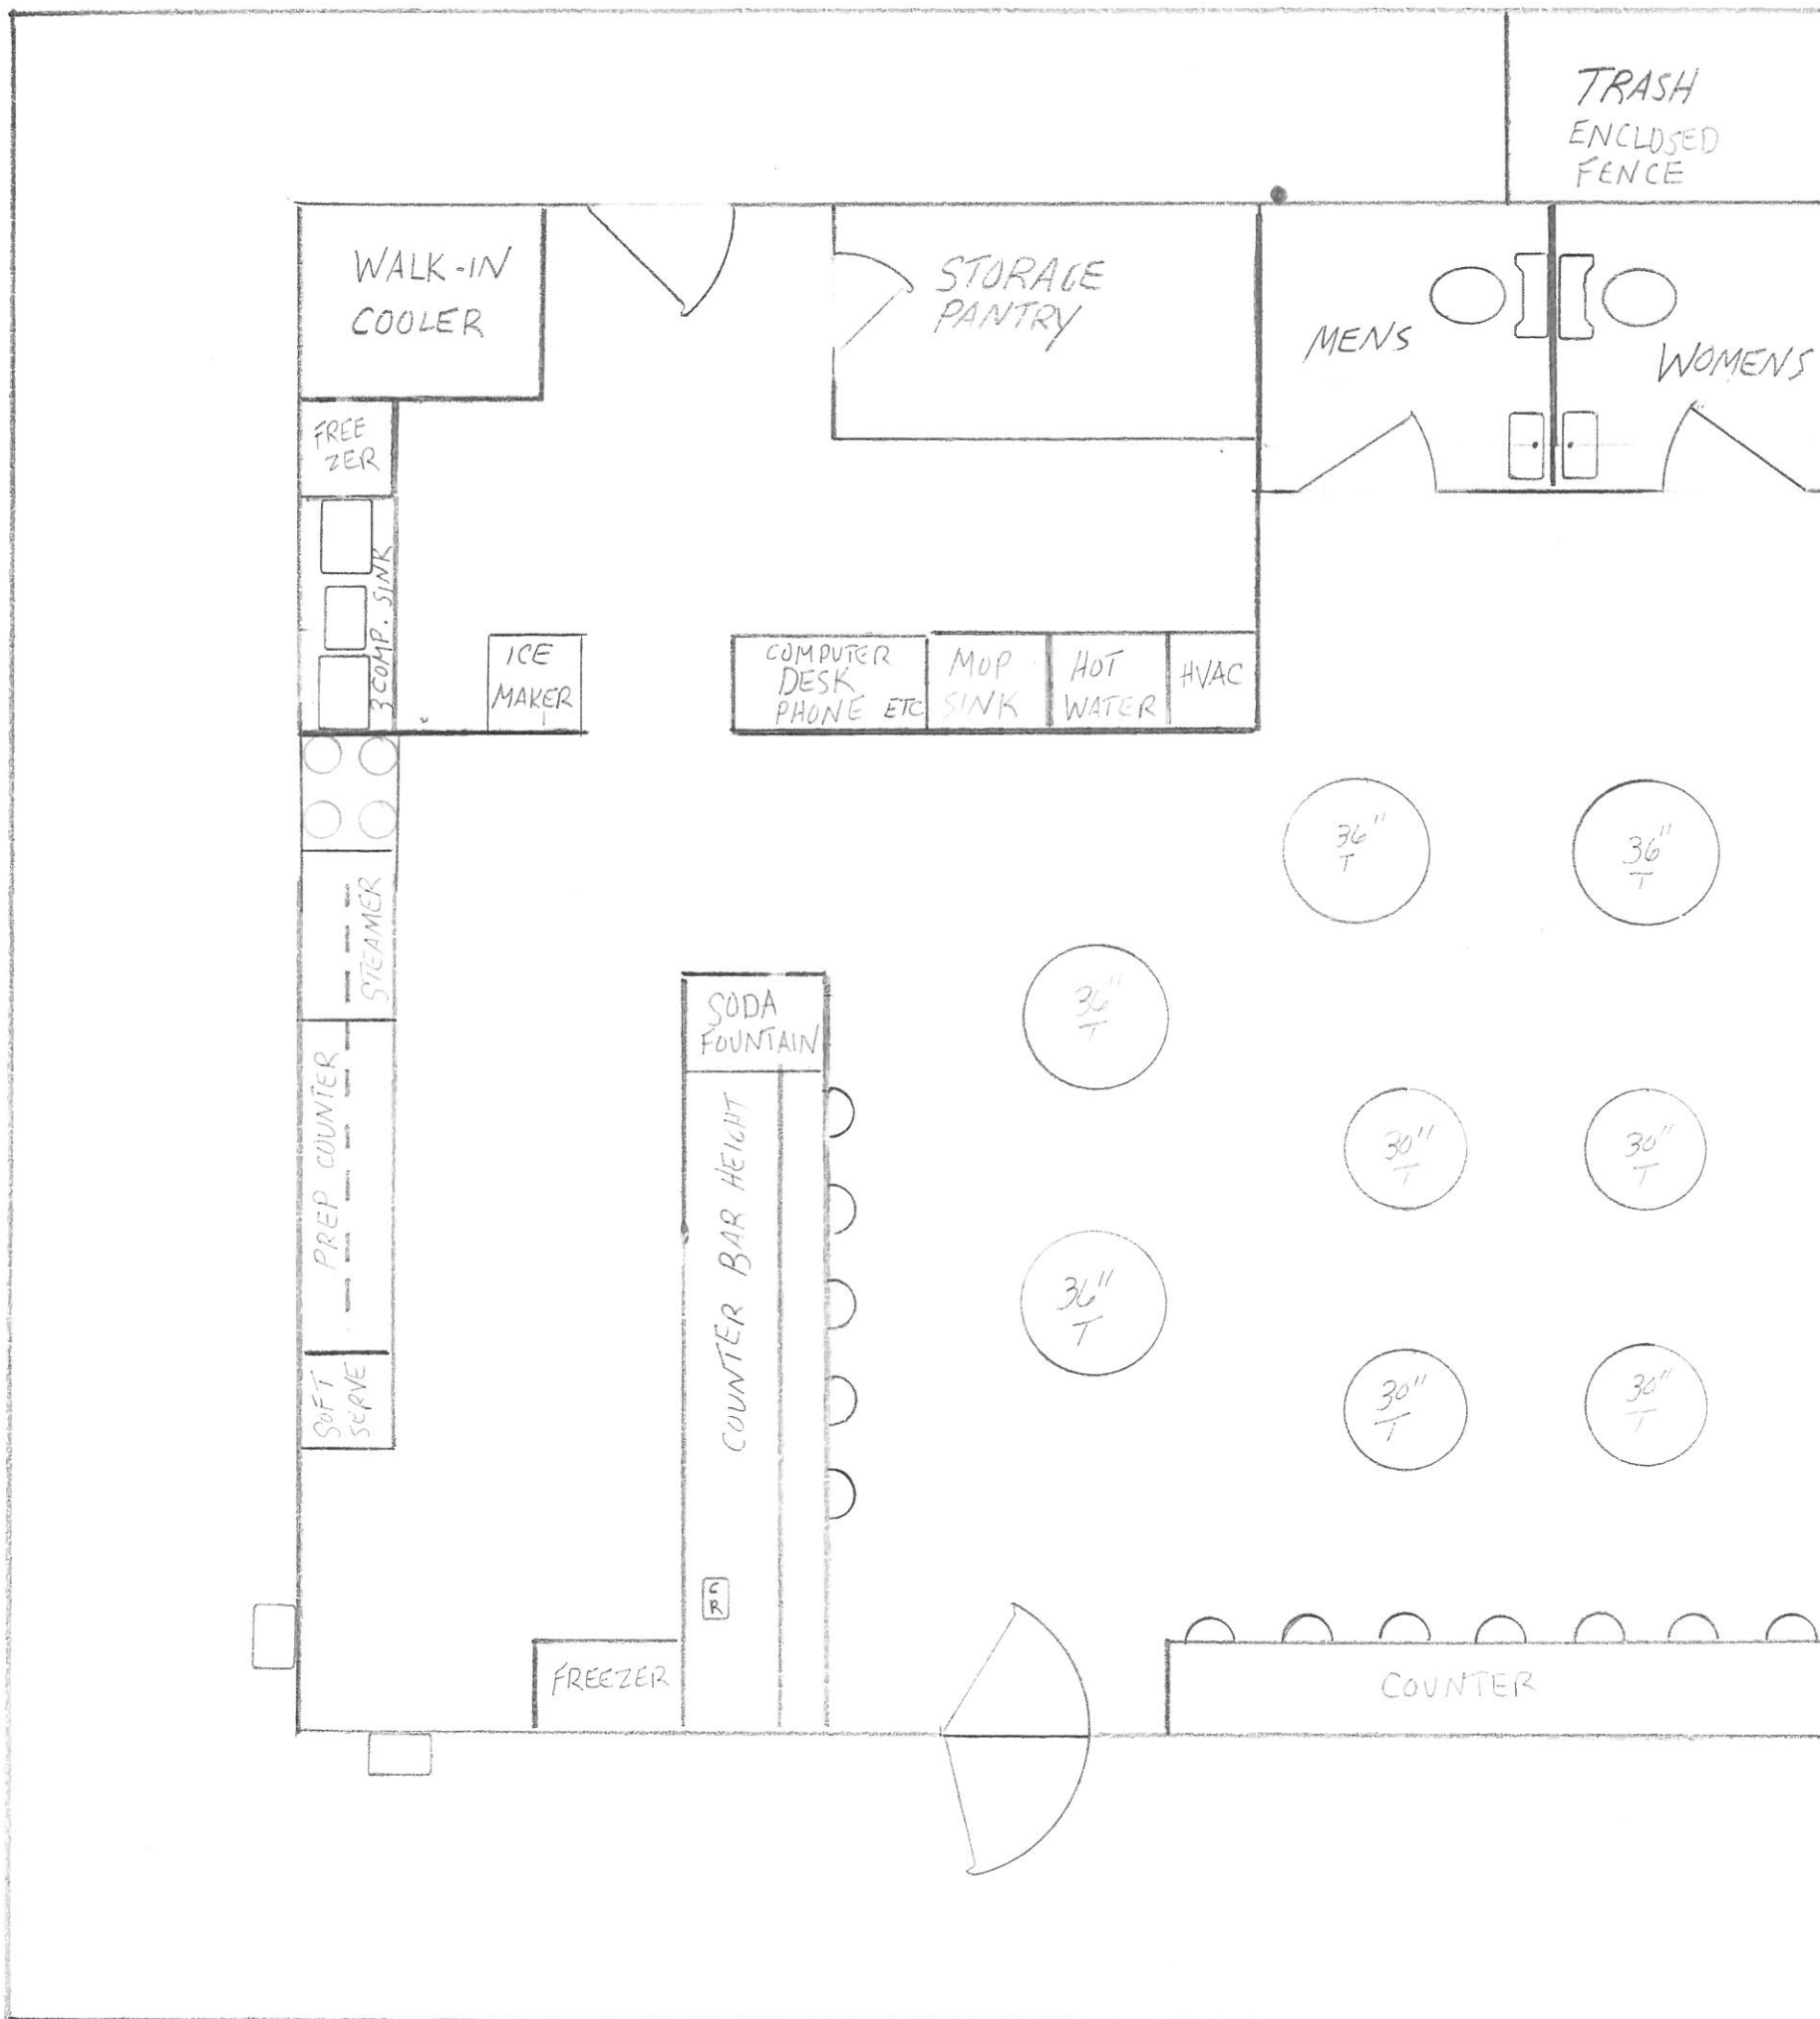 TRASH
ENCLOSED
FENCE
WALK-IN
COOLER
STORAGE
PANTRY
MENS
WOMENS
FREE
ZER
3 COMP. SINK
ICE
MAKER
COMPUTER
DESK
PHONE ETC
MOP
SINK
HOT
WATER
HVAC
36"
T
36"
T
STEAMER
SODA
FOUNTAIN
36"
T
PREP COUNTER
COUNTER BAR HEIGHT
30"
T
30"
T
36"
T
SOFT
SERVE
30"
T
30"
T
C
R
FREEZER
COUNTER